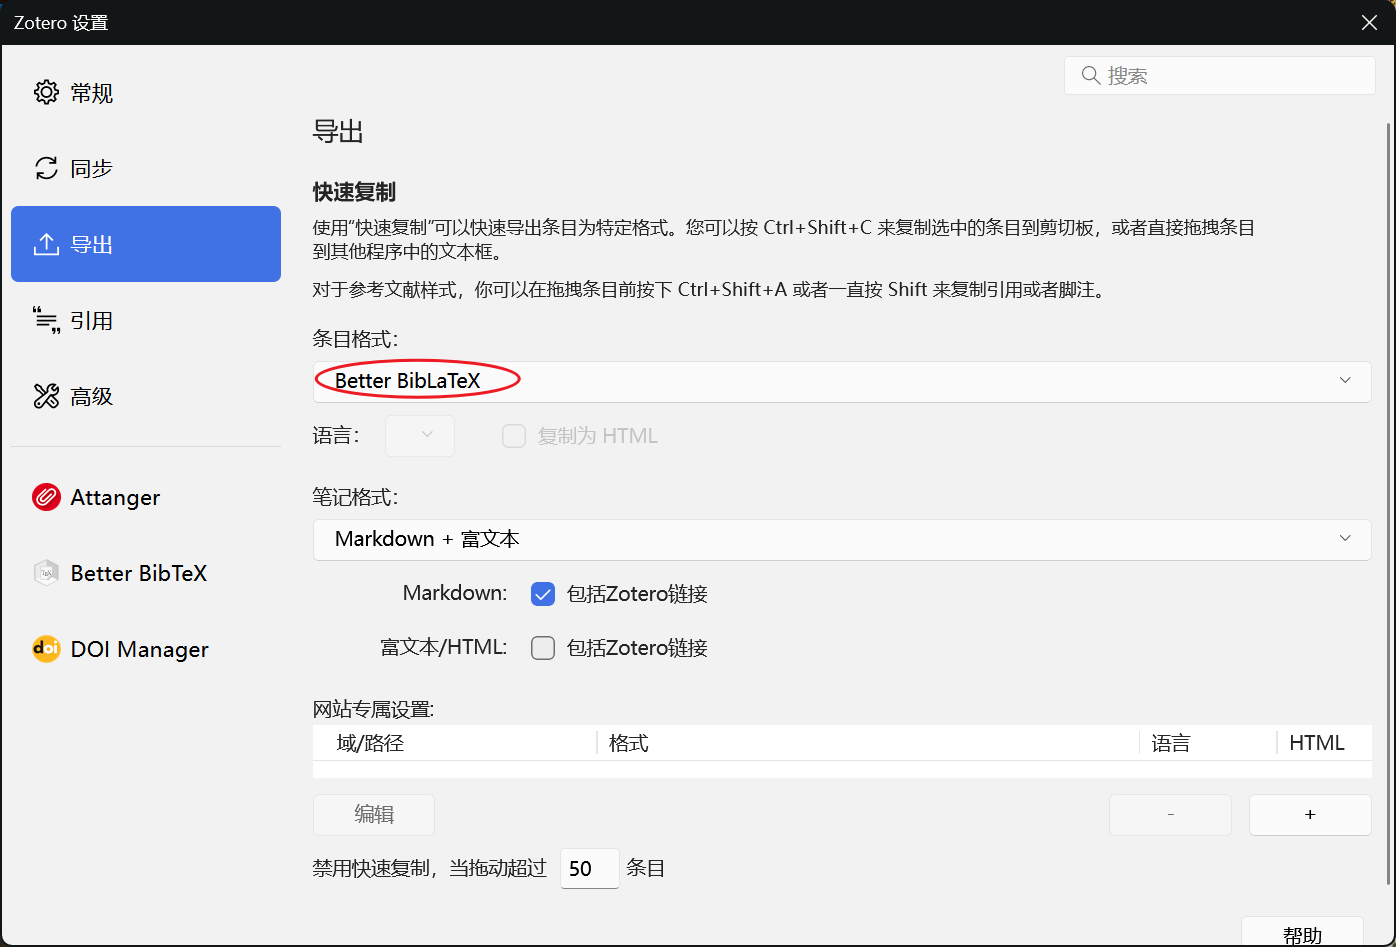 Zotero 设置
搜索
常规
同步
导出
引用
高级
Attanger
Better BibTeX
DOI Manager
导出
快速复制
使用“快速复制”可以快速导出条目为特定格式。您可以按 Ctrl+Shift+C 来复制选中的条目到剪切板，或者直接拖拽条目
到其他程序中的文本框。
对于参考文献样式，你可以在拖拽条目前按下 Ctrl+Shift+A 或者一直按 Shift 来复制引用或者脚注。
条目格式：
Better BibLaTeX
语言： 复制为 HTML
笔记格式：
Markdown + 富文本
Markdown: 包括Zotero链接
富文本/HTML: 包括Zotero链接
网站专属设置:
域/路径 格式 语言 HTML
编辑 - +
禁用快速复制，当拖动超过 50 条目
帮助